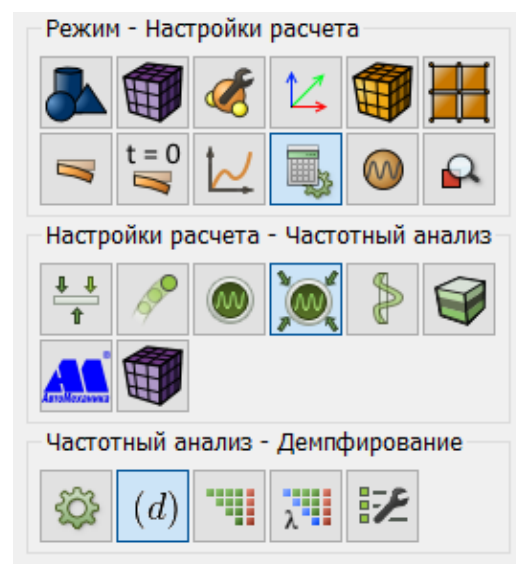 Режим - Настройки расчета
t = 0
Настройки расчета - Частотный анализ
АвтоМеханика
Частотный анализ - Демпфирование
(d)
λ